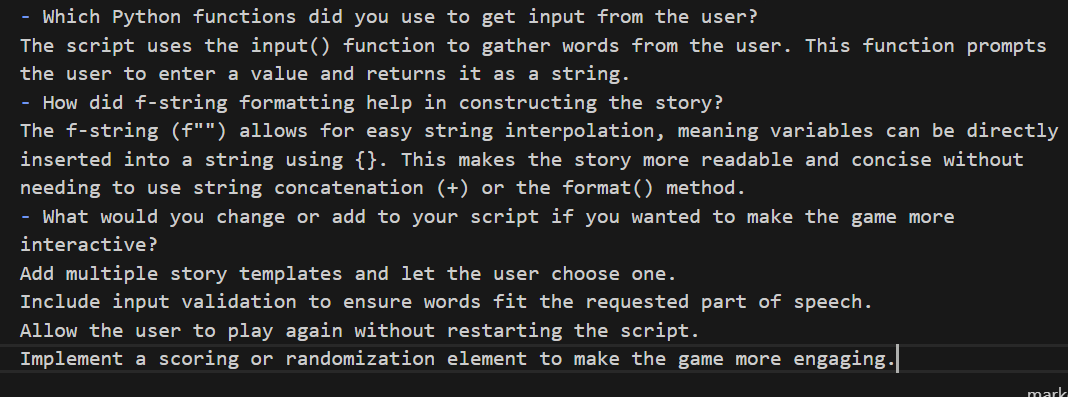 - Which Python functions did you use to get input from the user?
The script uses the input() function to gather words from the user. This function prompts
the user to enter a value and returns it as a string.
- How did f-string formatting help in constructing the story?
The f-string (f"") allows for easy string interpolation, meaning variables can be directly
inserted into a string using {}. This makes the story more readable and concise without
needing to use string concatenation (+) or the format() method.
- What would you change or add to your script if you wanted to make the game more
interactive?
Add multiple story templates and let the user choose one.
Include input validation to ensure words fit the requested part of speech.
Allow the user to play again without restarting the script.
Implement a scoring or randomization element to make the game more engaging.
mark